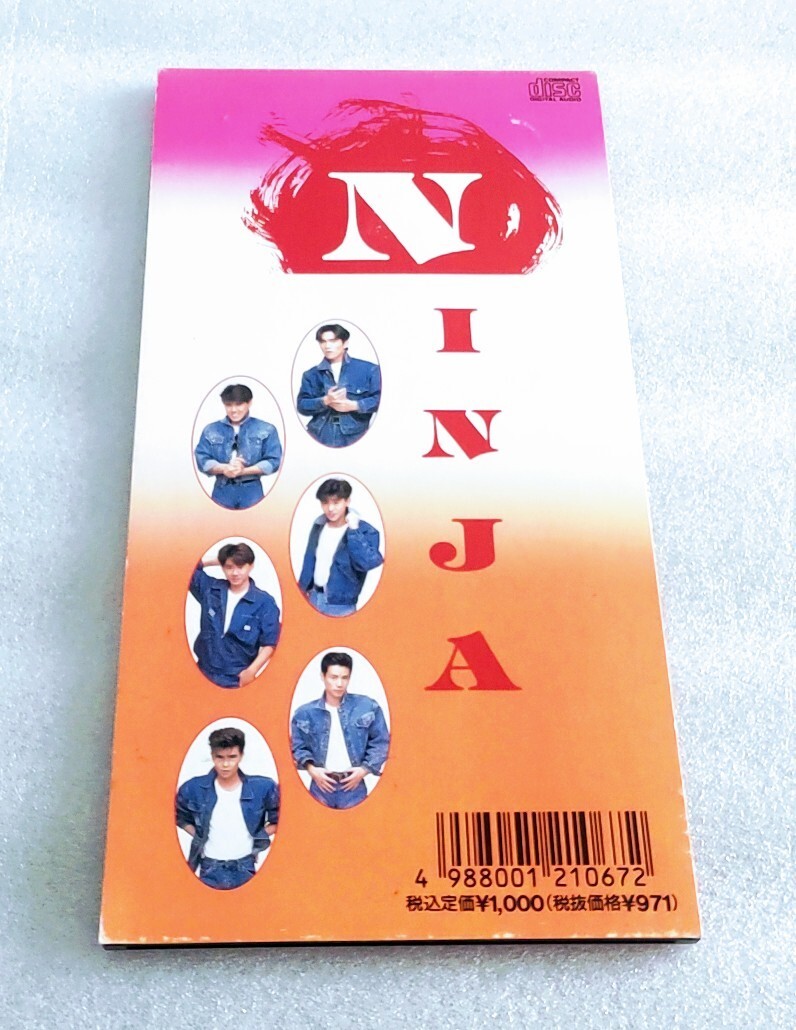 COMPACT
disc
DIGITAL AUDIO
N
I
N
J
A
4 988001 210672
税込定価¥1,000(税抜価格¥971)